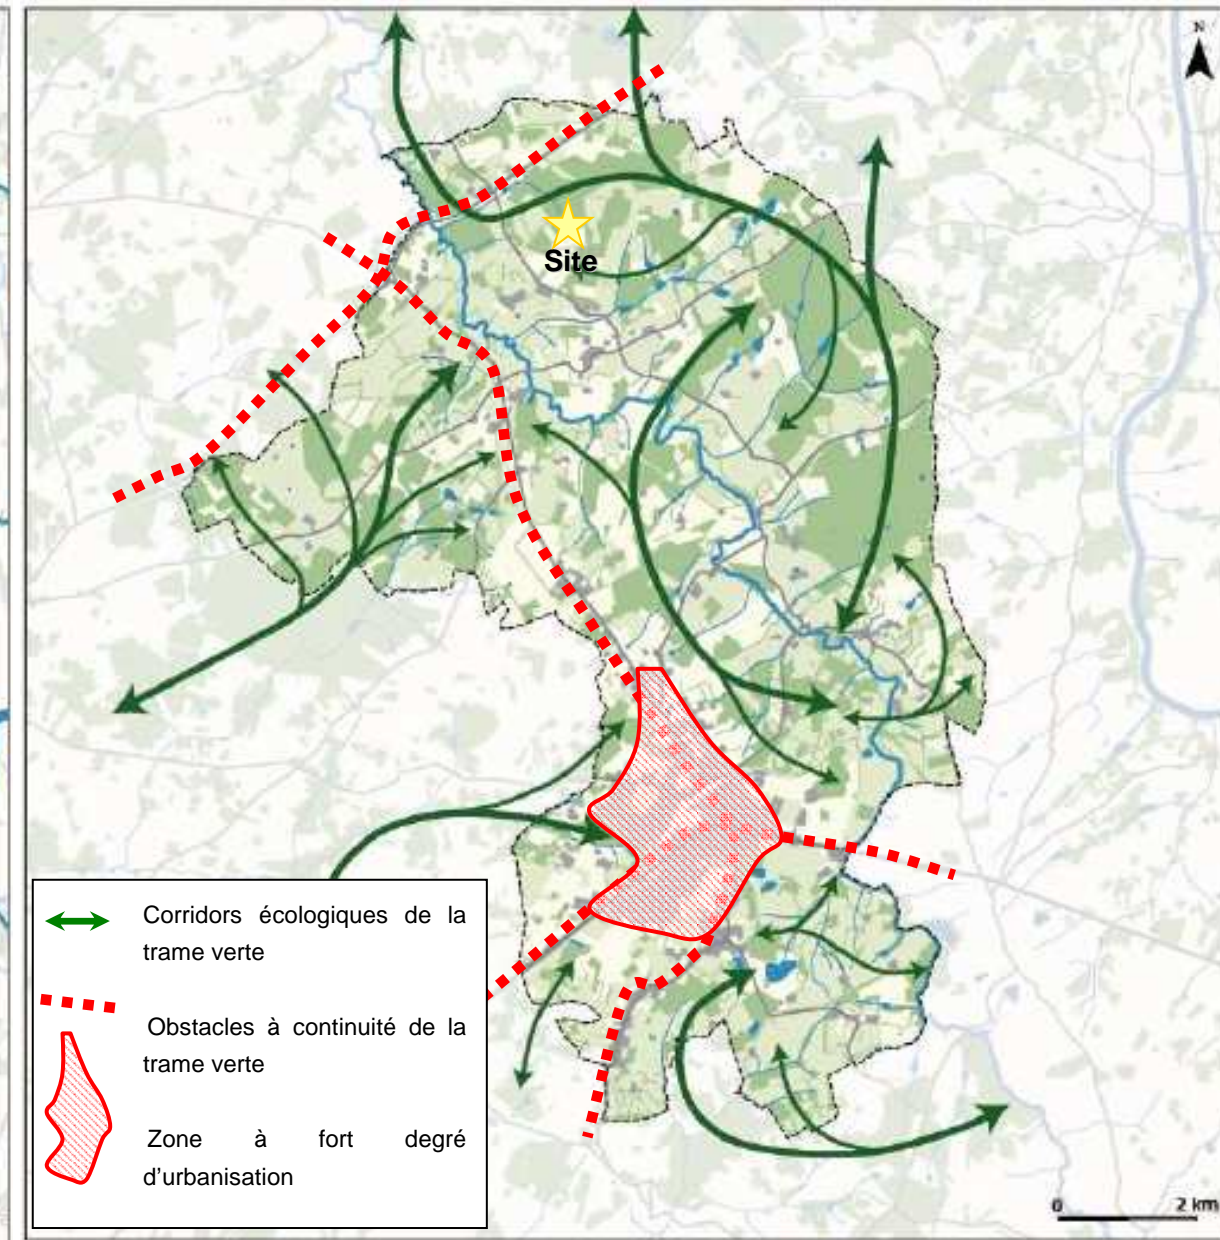 N
Site
Corridors écologiques de la
trame verte
Obstacles à continuité de la
trame verte
Zone à fort degré
d'urbanisation
0 2 km